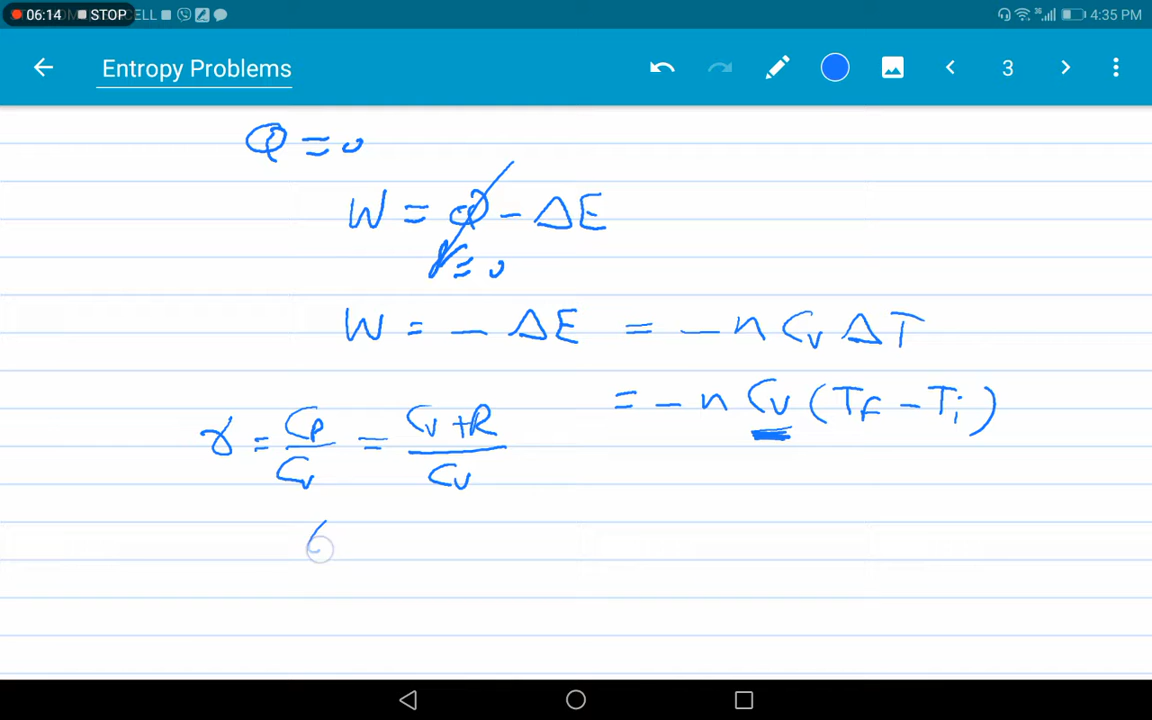 06:14 STOP CELL 4:35 PM
Entropy Problems 3
Q = 0
W = Q - ΔE
= 0
W = - ΔE = - n Cv ΔT
= - n Cv (TF - Ti)
γ = Cp/Cv = Cv + R/Cv